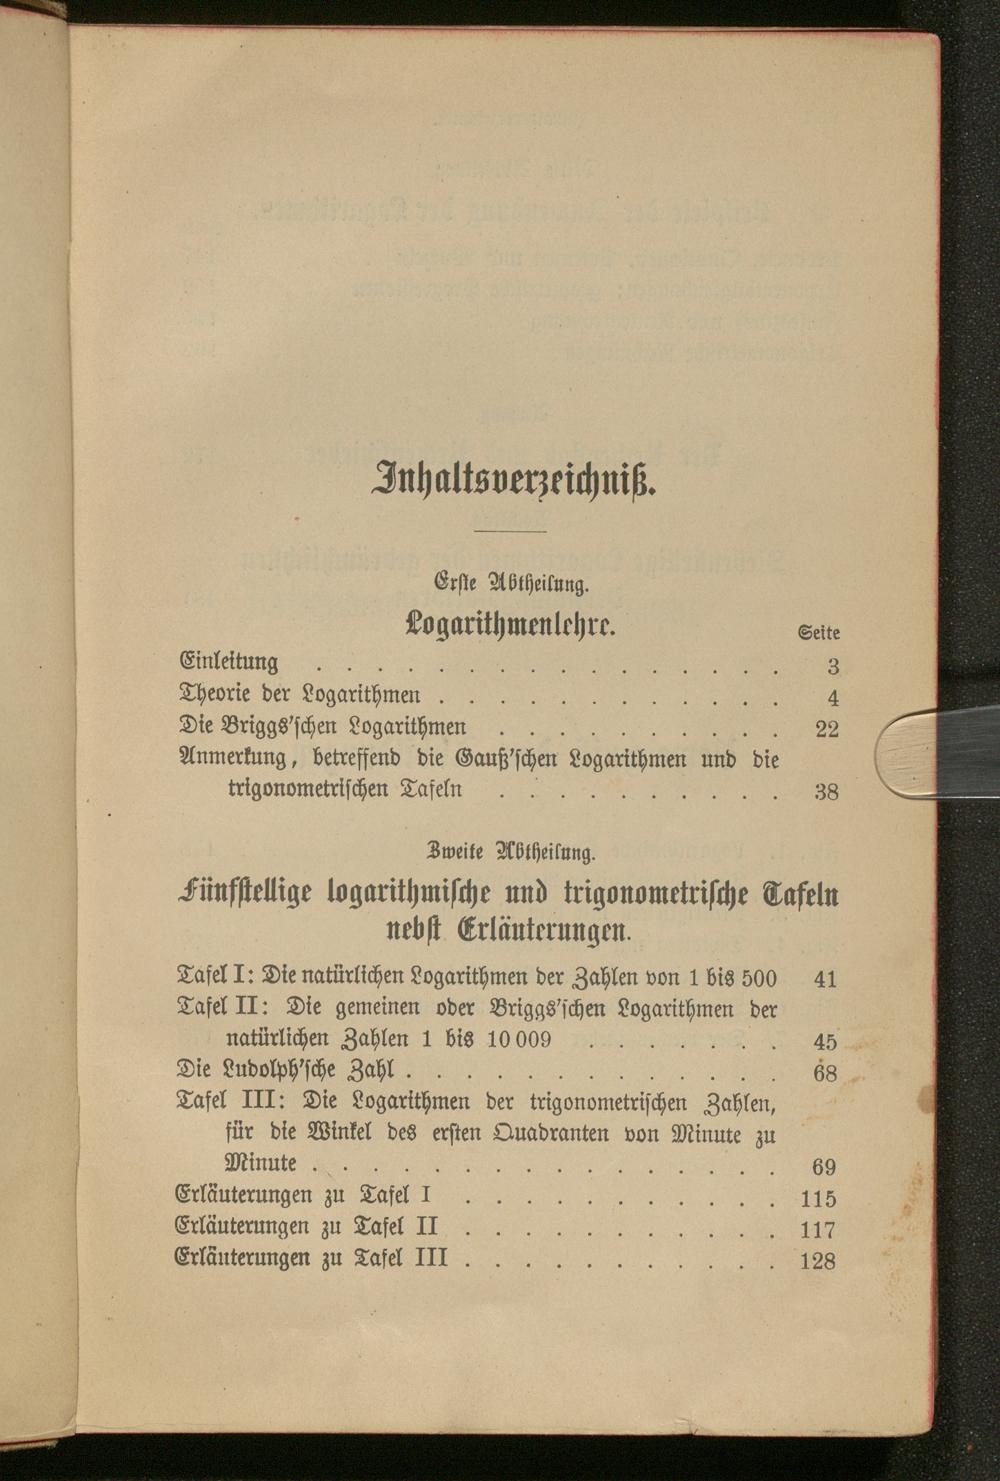 Inhaltsverzeichniß.
Erste Abtheilung.
Logarithmenlehre.
Seite
Einleitung . . . . . . . . . . . . . . . . 3
Theorie der Logarithmen . . . . . . . . . . . . 4
Die Briggs'schen Logarithmen . . . . . . . . . . 22
Anmerkung, betreffend die Gauß'schen Logarithmen und die
trigonometrischen Tafeln . . . . . . . . . . 38
Zweite Abtheilung.
Fünfstellige logarithmische und trigonometrische Tafeln
nebst Erläuterungen.
Tafel I: Die natürlichen Logarithmen der Zahlen von 1 bis 500 41
Tafel II: Die gemeinen oder Briggs'schen Logarithmen der
natürlichen Zahlen 1 bis 10 009 . . . . . . . 45
Die Ludolph'sche Zahl . . . . . . . . . . . . . 68
Tafel III: Die Logarithmen der trigonometrischen Zahlen,
für die Winkel des ersten Quadranten von Minute zu
Minute . . . . . . . . . . . . . . . . 69
Erläuterungen zu Tafel I . . . . . . . . . . . 115
Erläuterungen zu Tafel II . . . . . . . . . . . 117
Erläuterungen zu Tafel III . . . . . . . . . . . 128